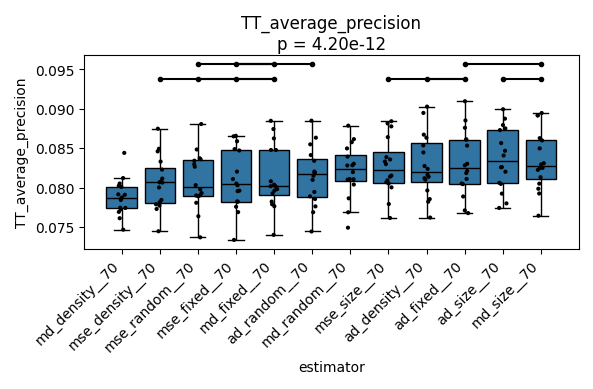 TT_average_precision
p = 4.20e-12
TT_average_precision
0.095
0.090
0.085
0.080
0.075
md_density__70
mse_density__70
mse_random__70
mse_fixed__70
md_fixed__70
ad_random__70
md_random__70
mse_size__70
ad_density__70
ad_fixed__70
ad_size__70
md_size__70
estimator